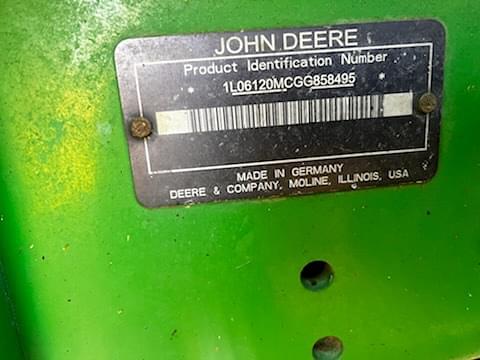 JOHN DEERE
Product Identification Number
* 1L06120MCGG858495 *
MADE IN GERMANY
DEERE & COMPANY, MOLINE, ILLINOIS, USA